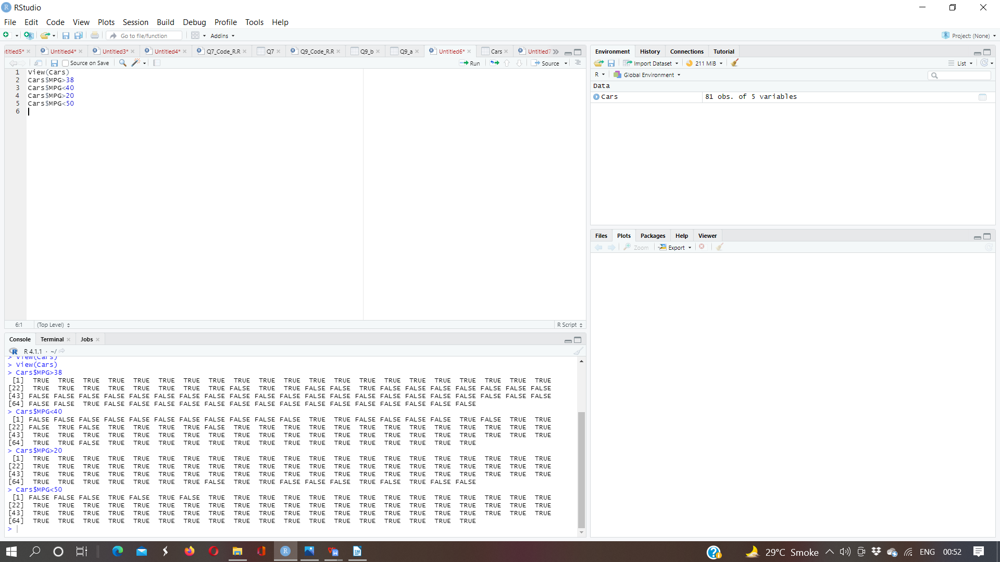 RStudio
File Edit Code View Plots Session Build Debug Profile Tools Help
Go to file/function Addins Project: (None)
ntitled5* Untitled4* Untitled3* Untitled4* Q7_Code_R.R Q7 Q9_Code_R.R Q9_b Q9_a Untitled6* Cars Untitled7
Source on Save Run Source
1 View(Cars)
2 Cars$MPG>38
3 Cars$MPG<40
4 Cars$MPG>20
5 Cars$MPG<50
6
6:1 (Top Level) R Script
Console Terminal Jobs
R 4.1.1 · ~/
> View(Cars)
> View(Cars)
> Cars$MPG>38
[1] TRUE TRUE TRUE TRUE TRUE TRUE TRUE TRUE TRUE TRUE TRUE TRUE TRUE TRUE TRUE TRUE TRUE TRUE TRUE TRUE TRUE
[22] TRUE TRUE TRUE TRUE TRUE TRUE TRUE TRUE FALSE TRUE TRUE FALSE FALSE TRUE FALSE FALSE FALSE FALSE FALSE FALSE FALSE
[43] FALSE FALSE FALSE FALSE FALSE FALSE FALSE FALSE FALSE FALSE FALSE FALSE FALSE FALSE FALSE FALSE FALSE FALSE FALSE FALSE FALSE
[64] FALSE FALSE TRUE FALSE FALSE FALSE FALSE FALSE FALSE FALSE FALSE FALSE FALSE FALSE FALSE FALSE FALSE FALSE
> Cars$MPG<40
[1] FALSE FALSE FALSE FALSE FALSE FALSE FALSE FALSE FALSE FALSE FALSE TRUE TRUE FALSE FALSE FALSE FALSE TRUE FALSE TRUE TRUE
[22] FALSE TRUE FALSE TRUE TRUE TRUE TRUE FALSE TRUE TRUE TRUE TRUE TRUE TRUE TRUE TRUE TRUE TRUE TRUE TRUE TRUE
[43] TRUE TRUE TRUE TRUE TRUE TRUE TRUE TRUE TRUE TRUE TRUE TRUE TRUE TRUE TRUE TRUE TRUE TRUE TRUE TRUE TRUE
[64] TRUE TRUE FALSE TRUE TRUE TRUE TRUE TRUE TRUE TRUE TRUE TRUE TRUE TRUE TRUE TRUE TRUE TRUE
> Cars$MPG>20
[1] TRUE TRUE TRUE TRUE TRUE TRUE TRUE TRUE TRUE TRUE TRUE TRUE TRUE TRUE TRUE TRUE TRUE TRUE TRUE TRUE TRUE
[22] TRUE TRUE TRUE TRUE TRUE TRUE TRUE TRUE TRUE TRUE TRUE TRUE TRUE TRUE TRUE TRUE TRUE TRUE TRUE TRUE TRUE
[43] TRUE TRUE TRUE TRUE TRUE TRUE TRUE TRUE TRUE TRUE TRUE TRUE TRUE TRUE TRUE TRUE TRUE TRUE TRUE TRUE TRUE
[64] TRUE TRUE TRUE TRUE TRUE TRUE TRUE FALSE TRUE TRUE FALSE FALSE FALSE TRUE FALSE TRUE FALSE FALSE
> Cars$MPG<50
[1] FALSE FALSE FALSE TRUE FALSE TRUE FALSE TRUE TRUE TRUE TRUE TRUE TRUE TRUE TRUE TRUE TRUE TRUE TRUE TRUE TRUE
[22] TRUE TRUE TRUE TRUE TRUE TRUE TRUE TRUE TRUE TRUE TRUE TRUE TRUE TRUE TRUE TRUE TRUE TRUE TRUE TRUE TRUE
[43] TRUE TRUE TRUE TRUE TRUE TRUE TRUE TRUE TRUE TRUE TRUE TRUE TRUE TRUE TRUE TRUE TRUE TRUE TRUE TRUE TRUE
[64] TRUE TRUE TRUE TRUE TRUE TRUE TRUE TRUE TRUE TRUE TRUE TRUE TRUE TRUE TRUE TRUE TRUE TRUE
>
Environment History Connections Tutorial
Import Dataset 211 MiB List
R Global Environment
Data
Cars 81 obs. of 5 variables
Files Plots Packages Help Viewer
Zoom Export
29°C Smoke ENG 00:52